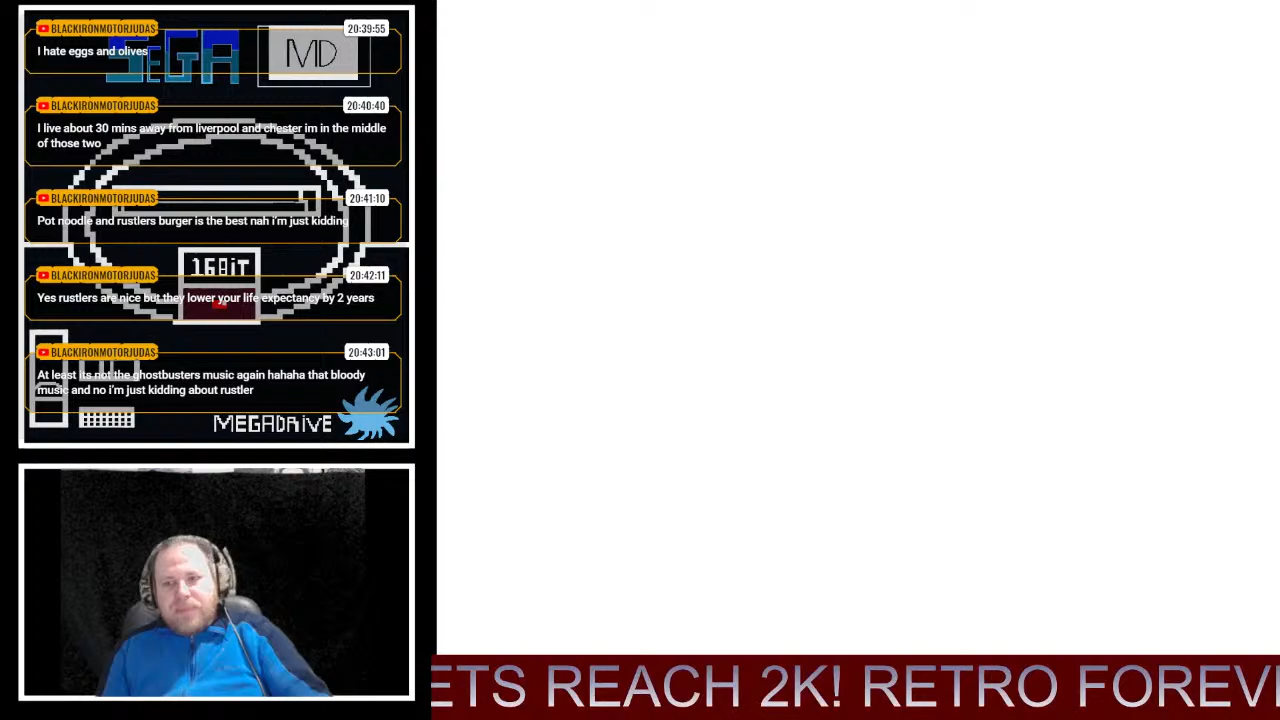 BLACKIRONMOTORJUDAS 20:39:55
I hate eggs and olives
SEGA MD
BLACKIRONMOTORJUDAS 20:40:40
I live about 30 mins away from liverpool and chester im in the middle
of those two
BLACKIRONMOTORJUDAS 20:41:10
Pot noodle and rustlers burger is the best nah i'm just kidding
16BiT
BLACKIRONMOTORJUDAS 20:42:11
Yes rustlers are nice but they lower your life expectancy by 2 years
BLACKIRONMOTORJUDAS 20:43:01
At least its not the ghostbusters music again hahaha that bloody
music and no i'm just kidding about rustler
MEGADRiVE
ETS REACH 2K! RETRO FOREV